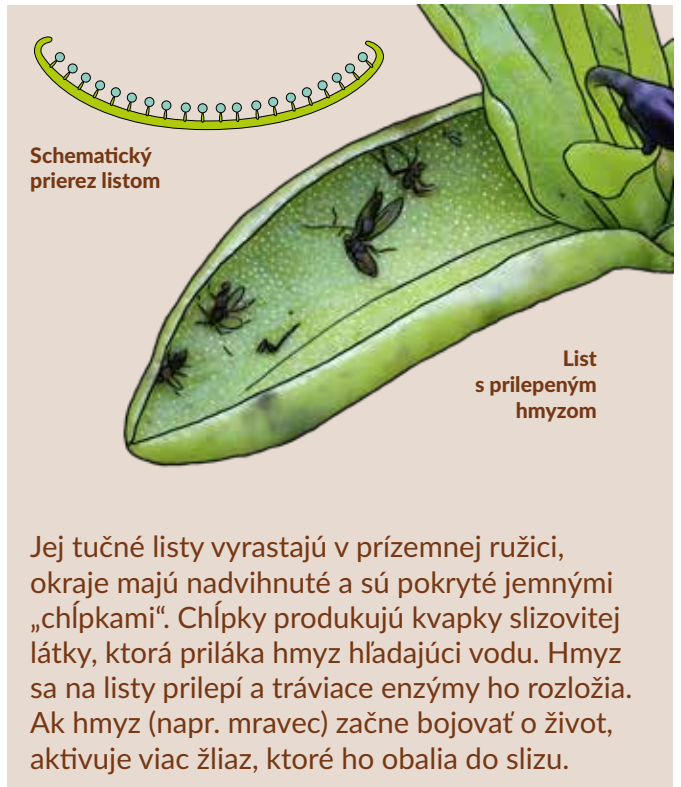 Schematický
prierez listom
List
s prilepeným
hmyzom
Jej tučné listy vyrastajú v prízemnej ružici,
okraje majú nadvihnuté a sú pokryté jemnými
„chĺpkami“. Chĺpky produkujú kvapky slizovitej
látky, ktorá priláka hmyz hľadajúci vodu. Hmyz
sa na listy prilepí a tráviace enzýmy ho rozložia.
Ak hmyz (napr. mravec) začne bojovať o život,
aktivuje viac žliaz, ktoré ho obalia do slizu.